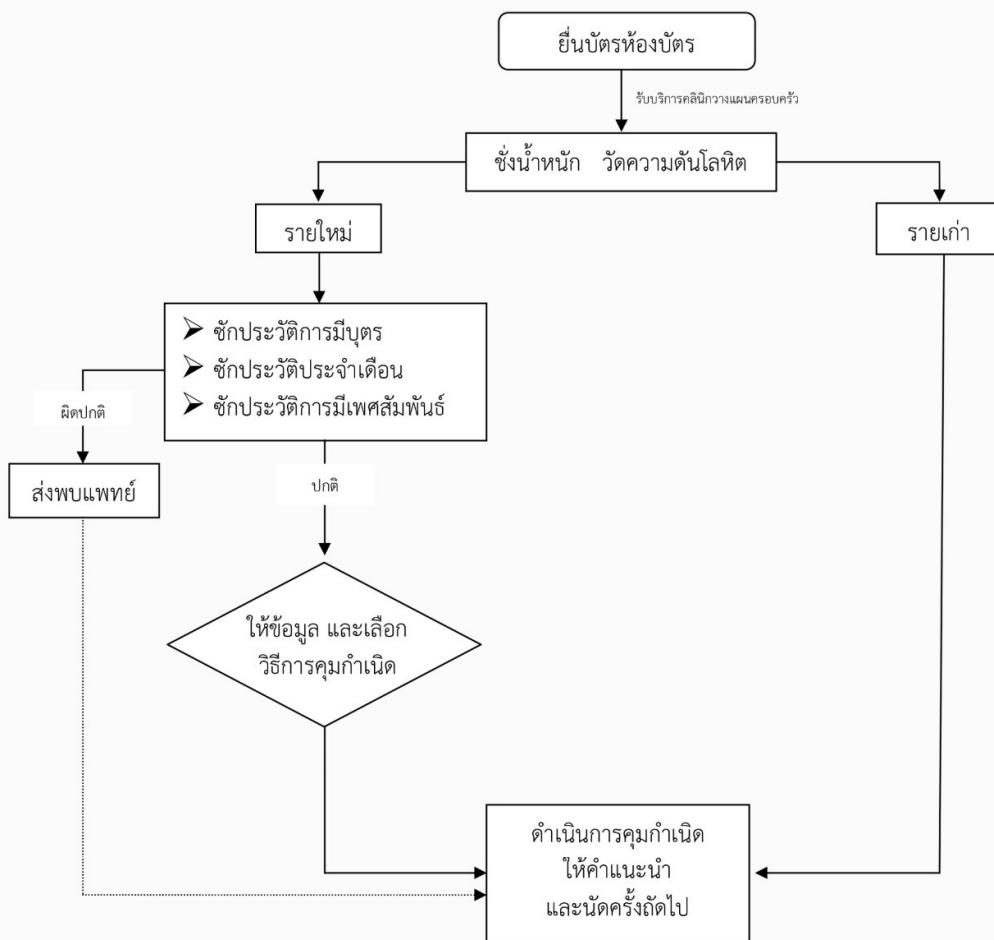 ยื่นบัตรห้องบัตร
รับบริการคลินิกวางแผนครอบครัว
ชั่งน้ำหนัก วัดความดันโลหิต
รายใหม่
รายเก่า
ซักประวัติการมีบุตร
ซักประวัติประจำเดือน
ซักประวัติการมีเพศสัมพันธ์
ผิดปกติ
ส่งพบแพทย์
ปกติ
ให้ข้อมูล และเลือก
วิธีการคุมกำเนิด
ดำเนินการคุมกำเนิด
ให้คำแนะนำ
และนัดครั้งถัดไป